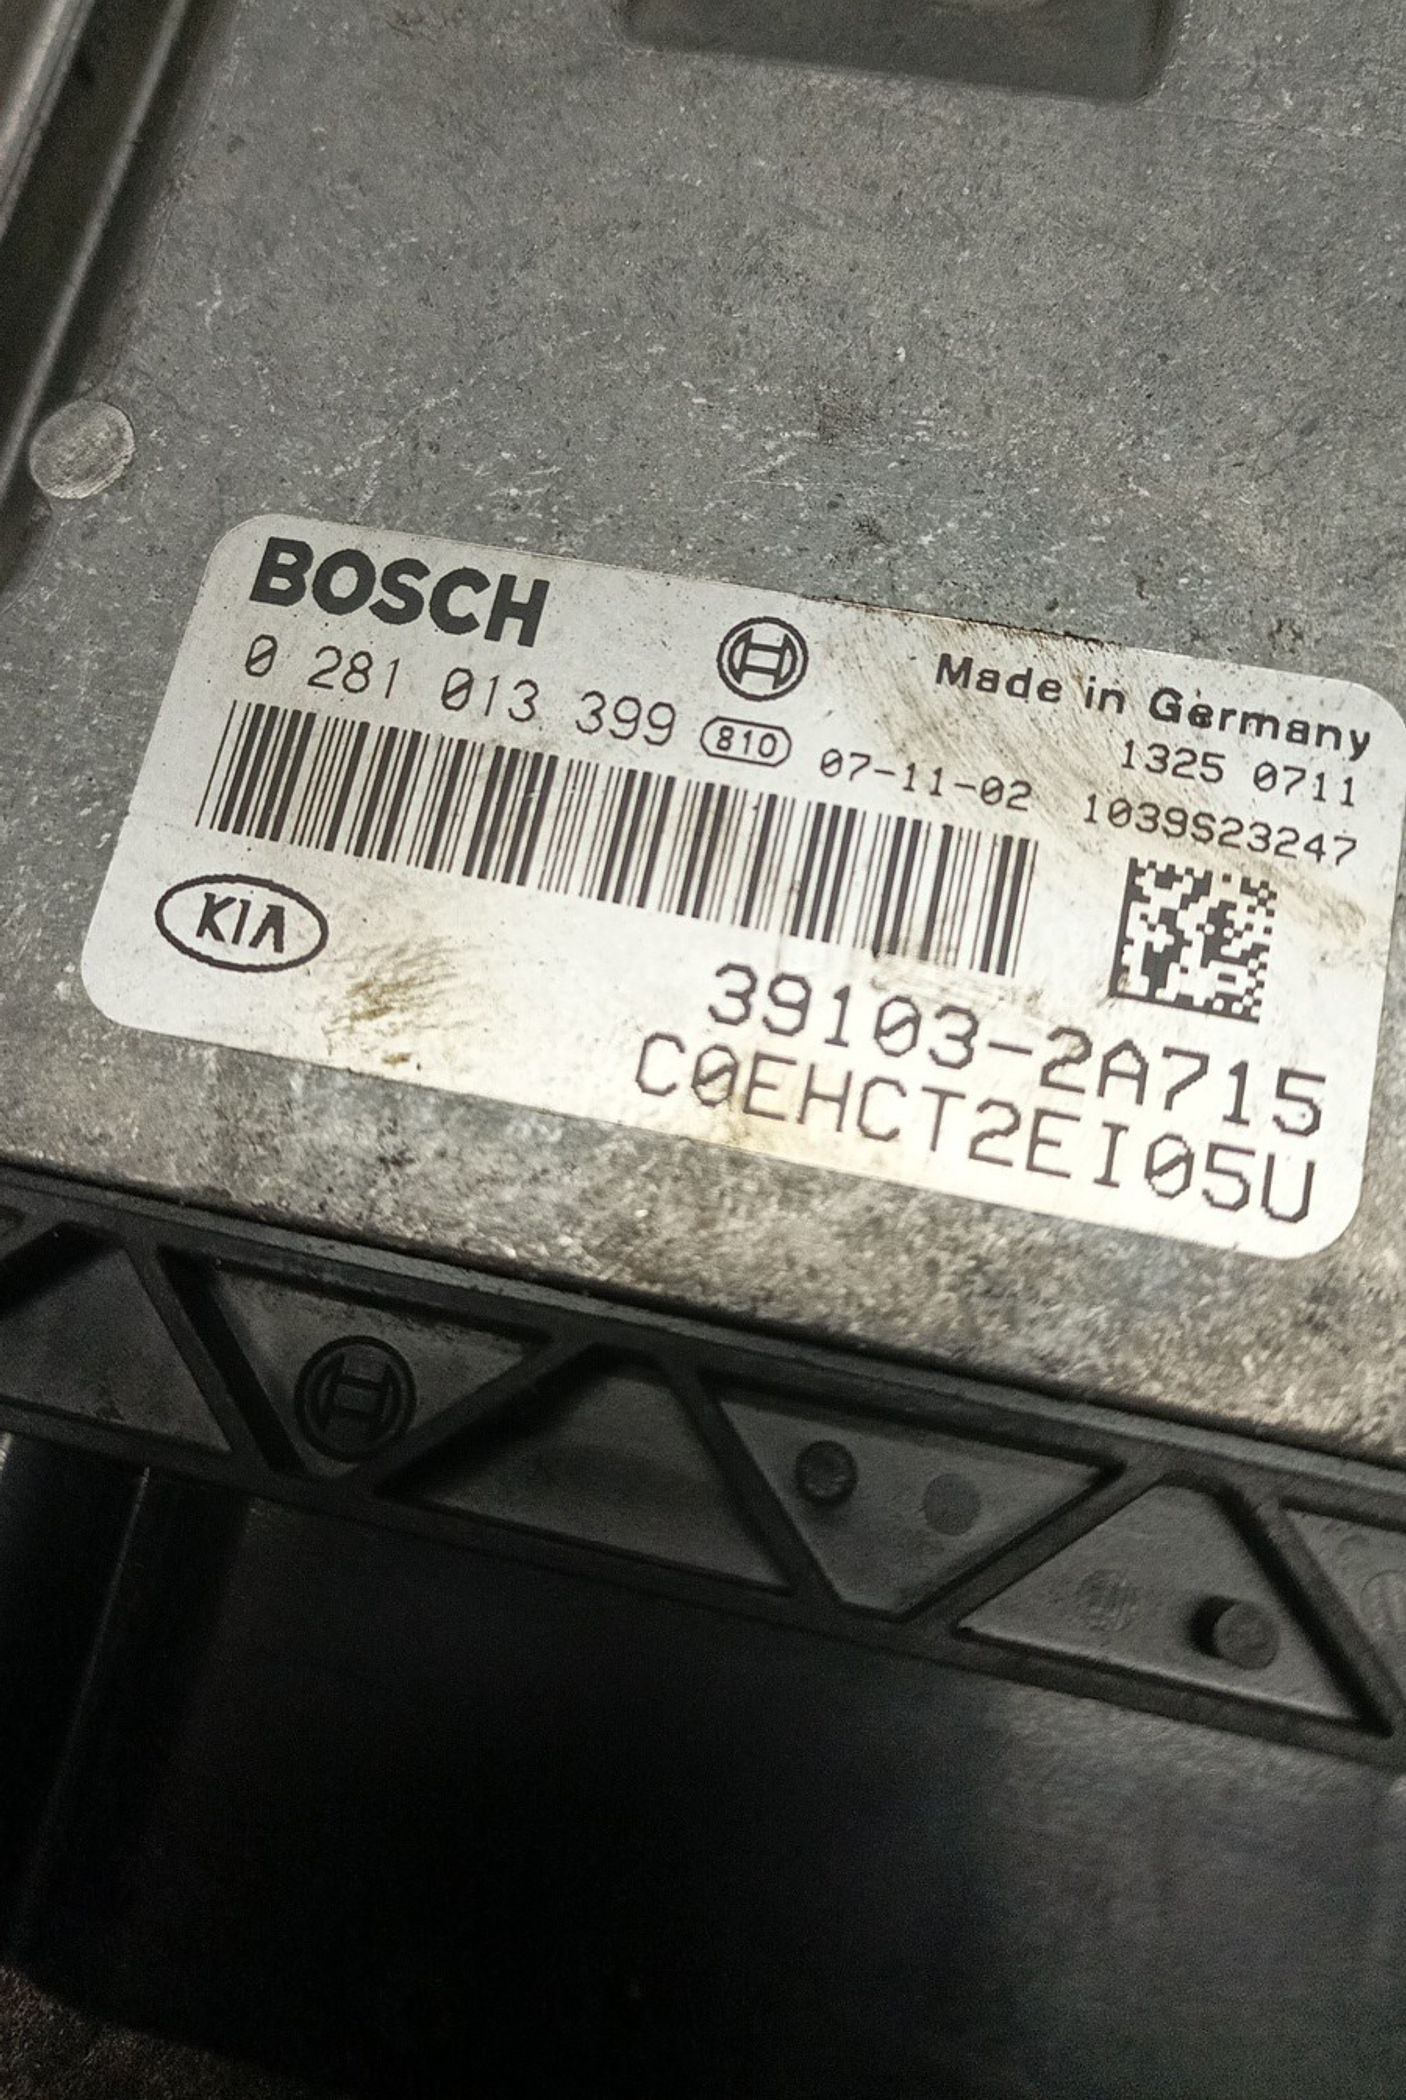 BOSCH
0 281 013 399 810 07-11-02
Made in Germany
1325 0711
1039S23247
KIA
39103-2A715
C0EHCT2EI05U